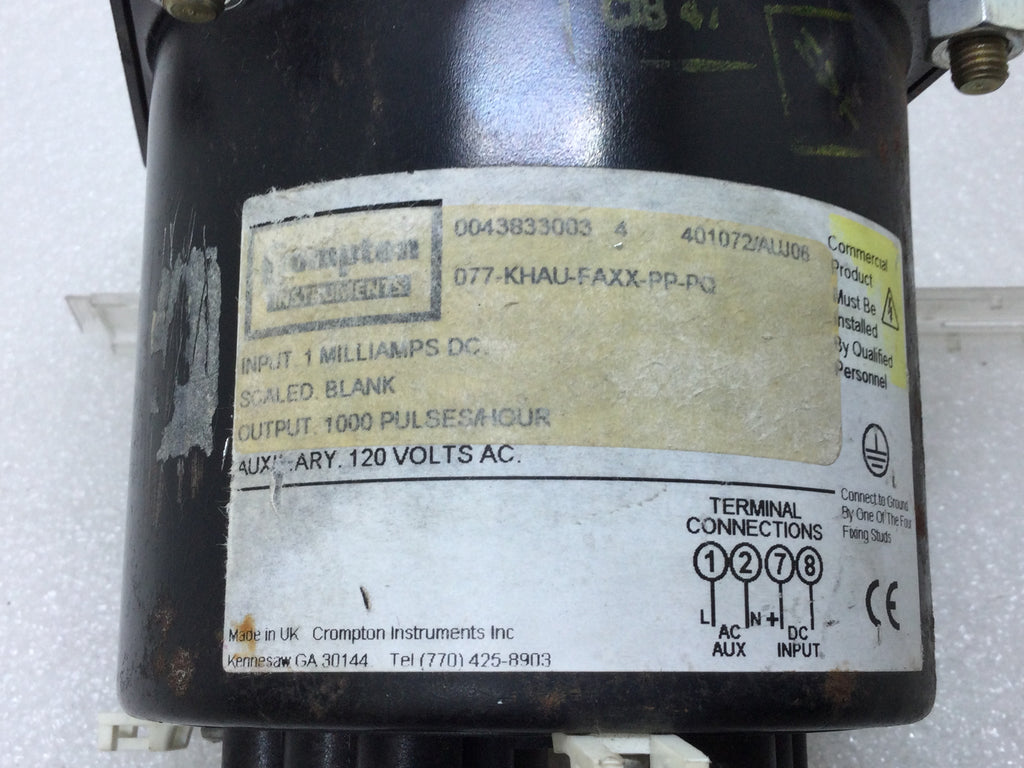 Crompton
INSTRUMENTS
0043833003 4 401072/AUJ06
077-KHAU-FAXX-PP-PQ
INPUT. 1 MILLIAMPS DC.
SCALED. BLANK
OUTPUT. 1000 PULSES/HOUR
AUXILIARY. 120 VOLTS AC.
Commercial
Product
Must Be
Installed
By Qualified
Personnel
Connect to Ground
By One Of The Four
Fixing Studs
TERMINAL
CONNECTIONS
1 2 7 8
L N +
AC DC
AUX INPUT
CE
Made in UK Crompton Instruments Inc
Kennesaw GA 30144 Tel (770) 425-8903